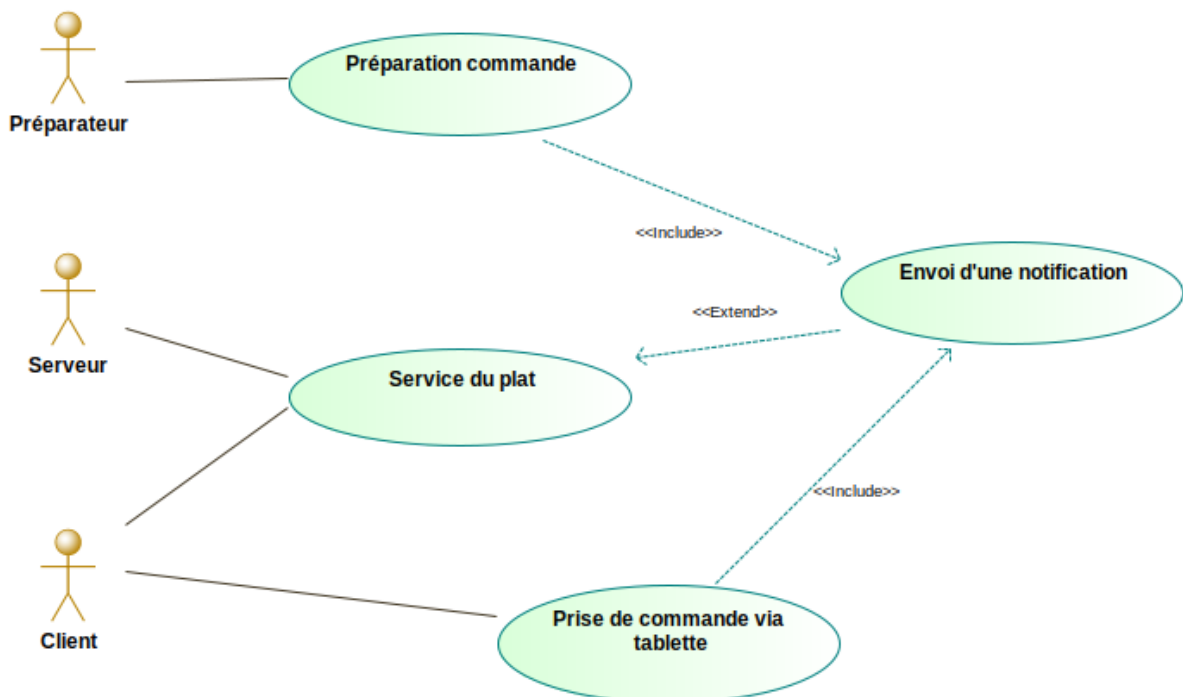 Préparation commande
Préparateur
<<Include>>
Envoi d'une notification
<<Extend>>
Serveur
Service du plat
<<Include>>
Prise de commande via
tablette
Client